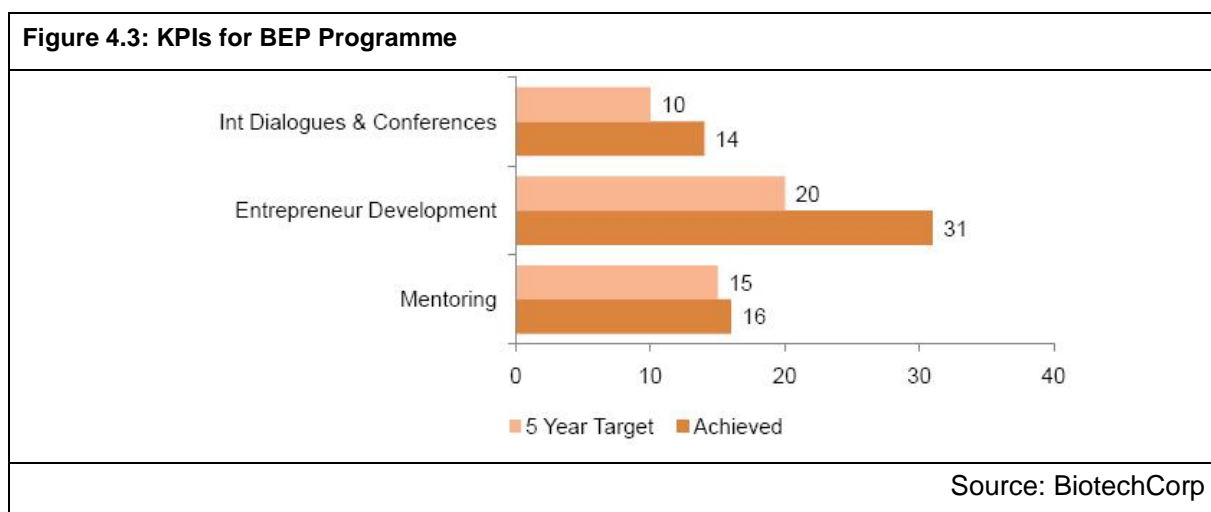 Figure 4.3: KPIs for BEP Programme
Int Dialogues & Conferences
10
14
Entrepreneur Development
20
31
Mentoring
15
16
0 10 20 30 40
5 Year Target Achieved
Source: BiotechCorp